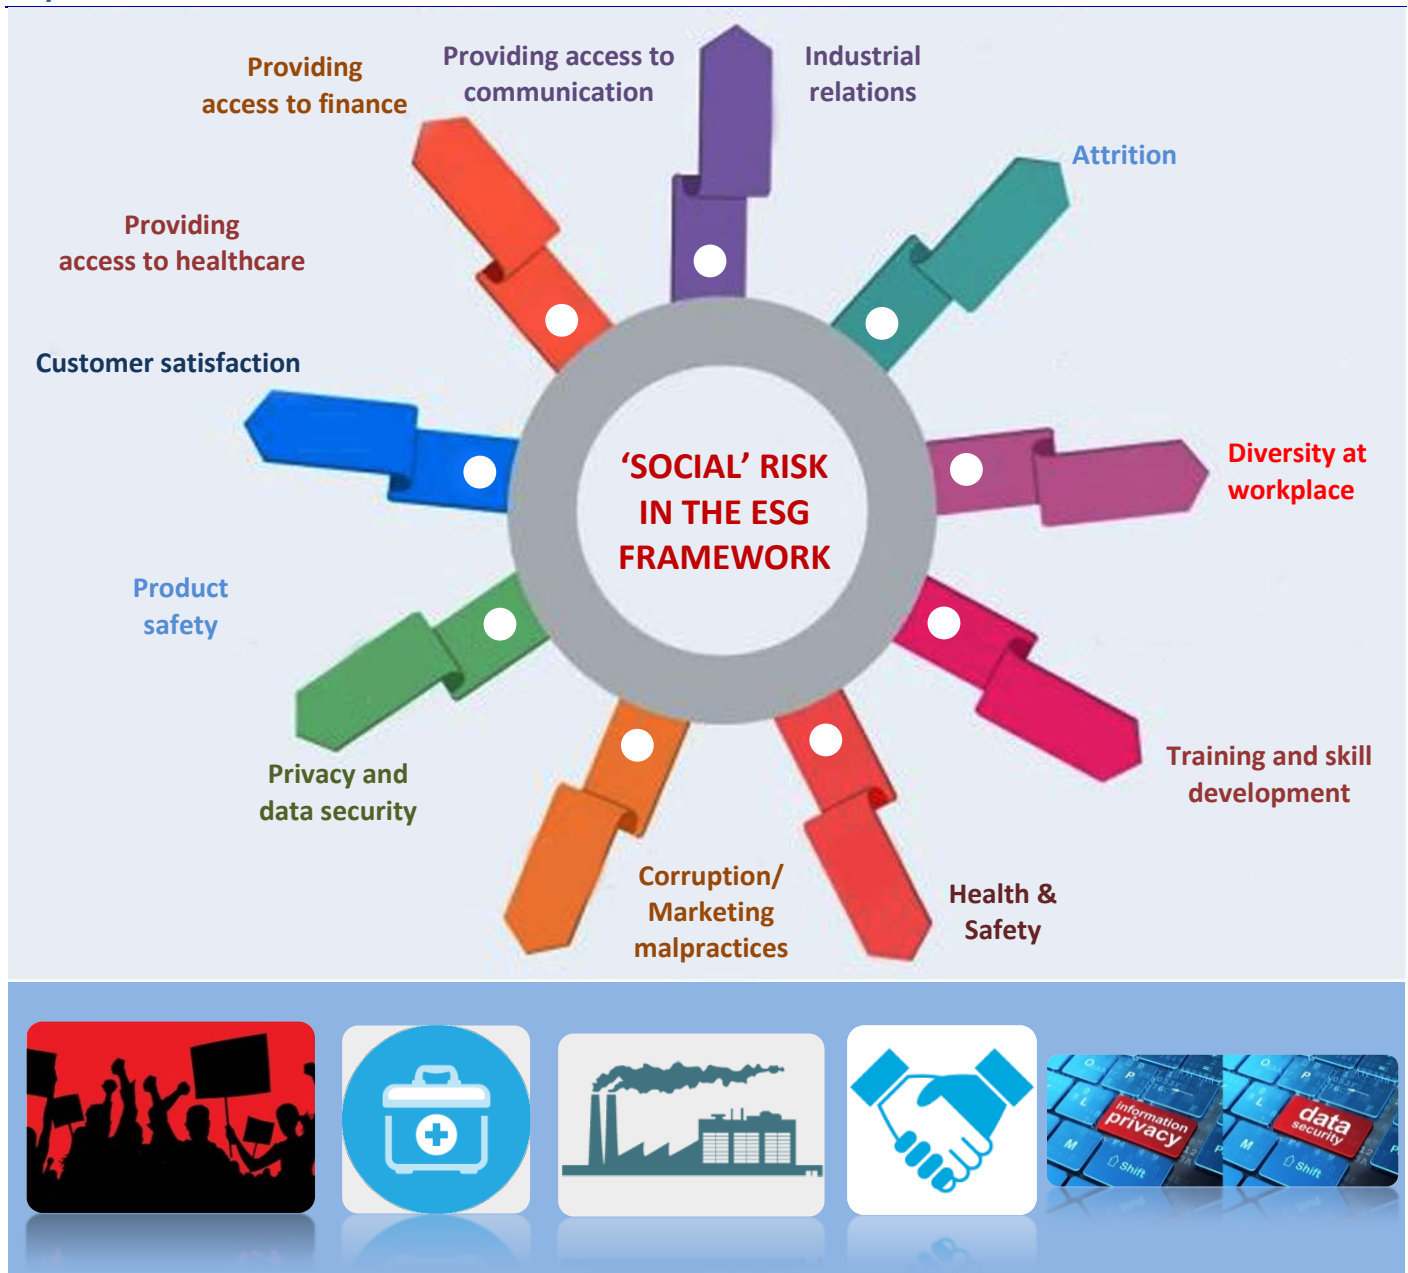 Providing
access to finance
Providing access to
communication
Industrial
relations
Attrition
Providing
access to healthcare
Customer satisfaction
‘SOCIAL’ RISK
IN THE ESG
FRAMEWORK
Diversity at
workplace
Product
safety
Training and skill
development
Privacy and
data security
Corruption/
Marketing
malpractices
Health &
Safety
information
privacy
data
security
O
P
L
M
Shift
O
P
L
M
Shift